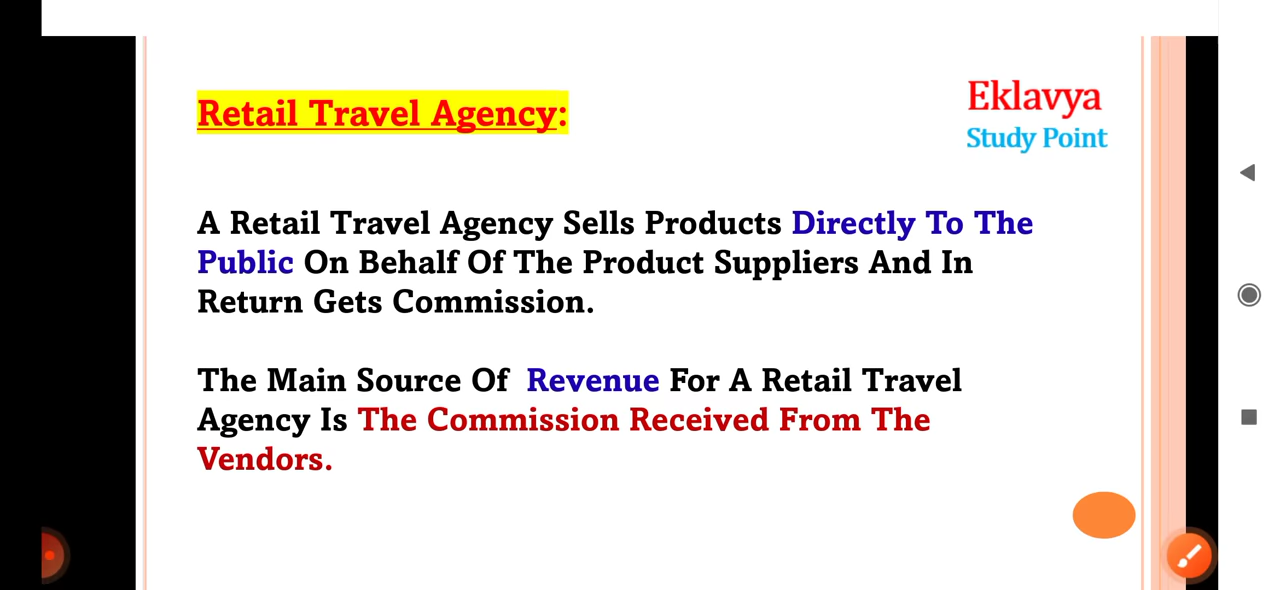 Retail Travel Agency:
Eklavya
Study Point
A Retail Travel Agency Sells Products Directly To The
Public On Behalf Of The Product Suppliers And In
Return Gets Commission.
The Main Source Of Revenue For A Retail Travel
Agency Is The Commission Received From The
Vendors.